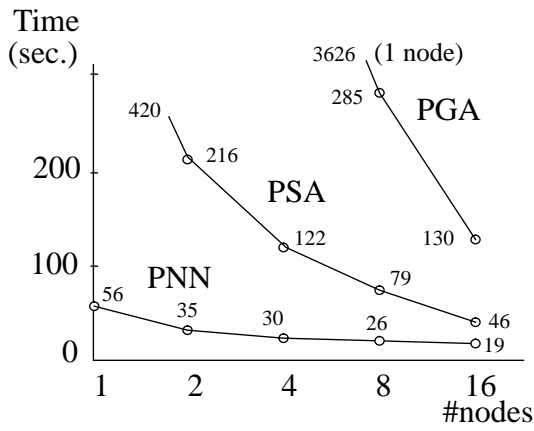 Time
(sec.)
3626 (1 node)
285
PGA
420
216
200
PSA
130
122
100
PNN
79
56
35
30
26
46
19
0
1 2 4 8 16
#nodes